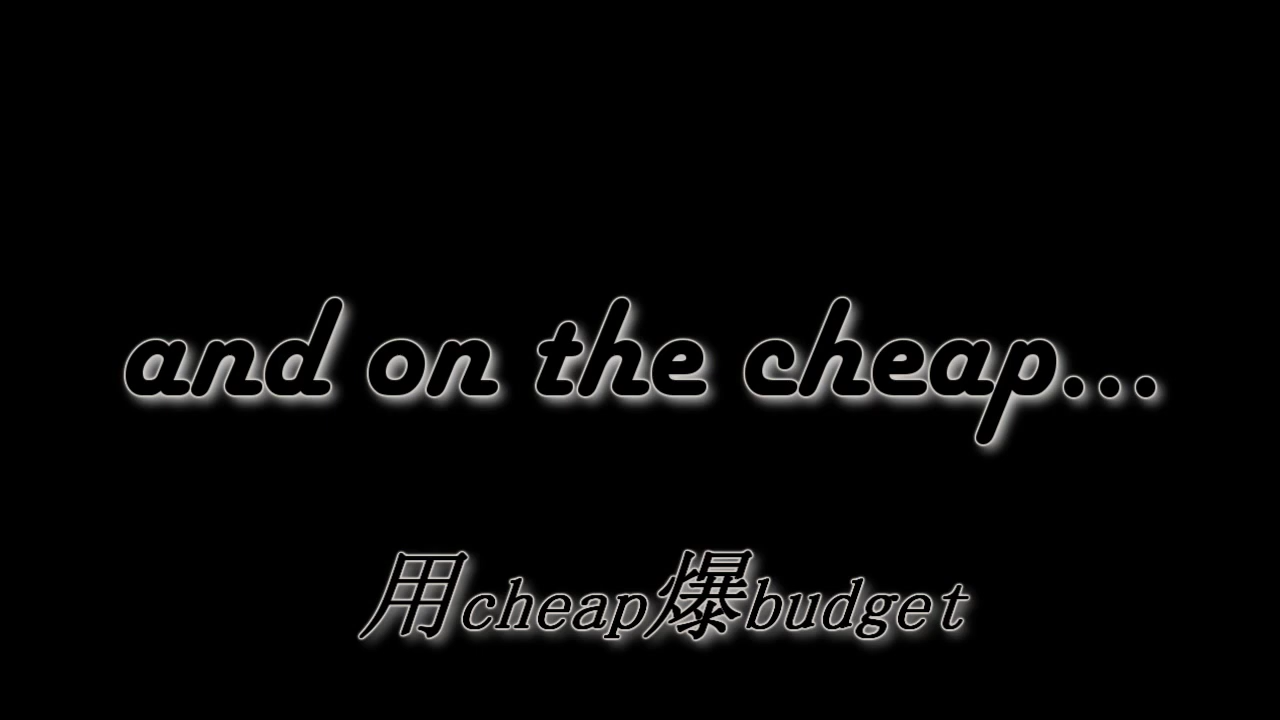 and on the cheap...
用cheap爆budget